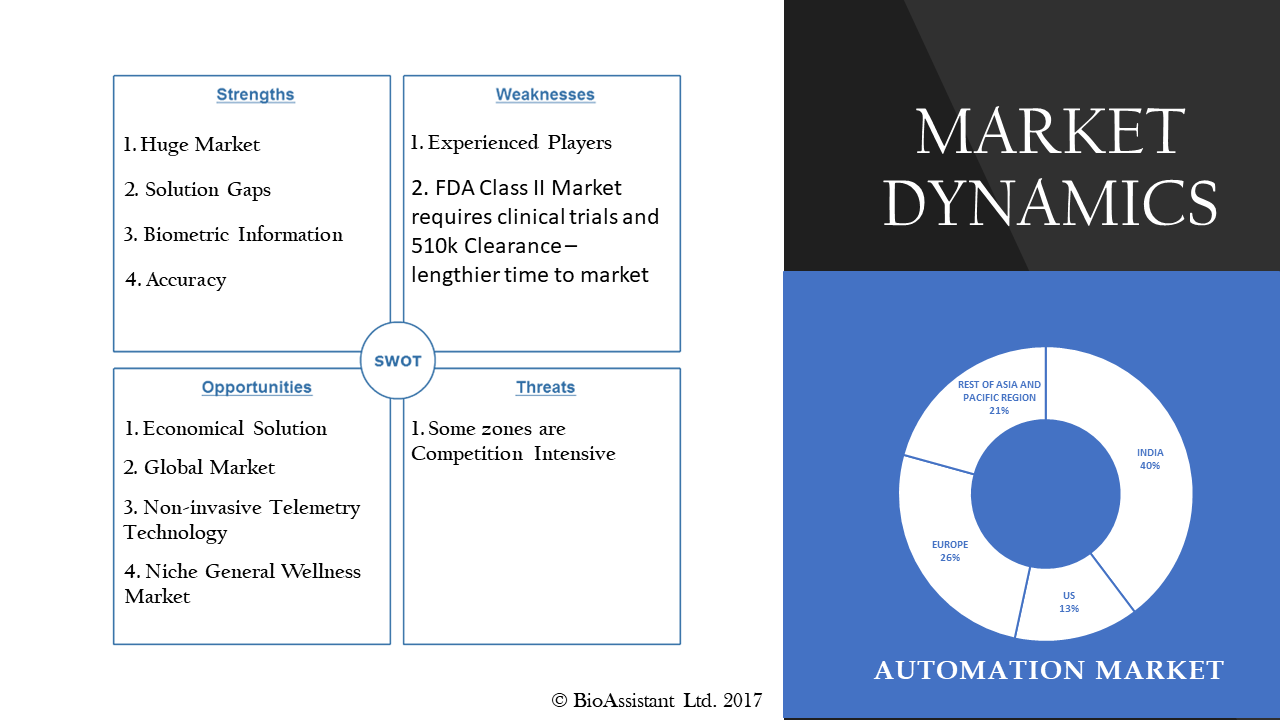 Strengths
1. Huge Market
2. Solution Gaps
3. Biometric Information
4. Accuracy
Weaknesses
1. Experienced Players
2. FDA Class II Market
requires clinical trials and
510k Clearance –
lengthier time to market
SWOT
Opportunities
1. Economical Solution
2. Global Market
3. Non-invasive Telemetry
Technology
4. Niche General Wellness
Market
Threats
1. Some zones are
Competition Intensive
© BioAssistant Ltd. 2017
MARKET
DYNAMICS
REST OF ASIA AND
PACIFIC REGION
21%
INDIA
40%
EUROPE
26%
US
13%
AUTOMATION MARKET